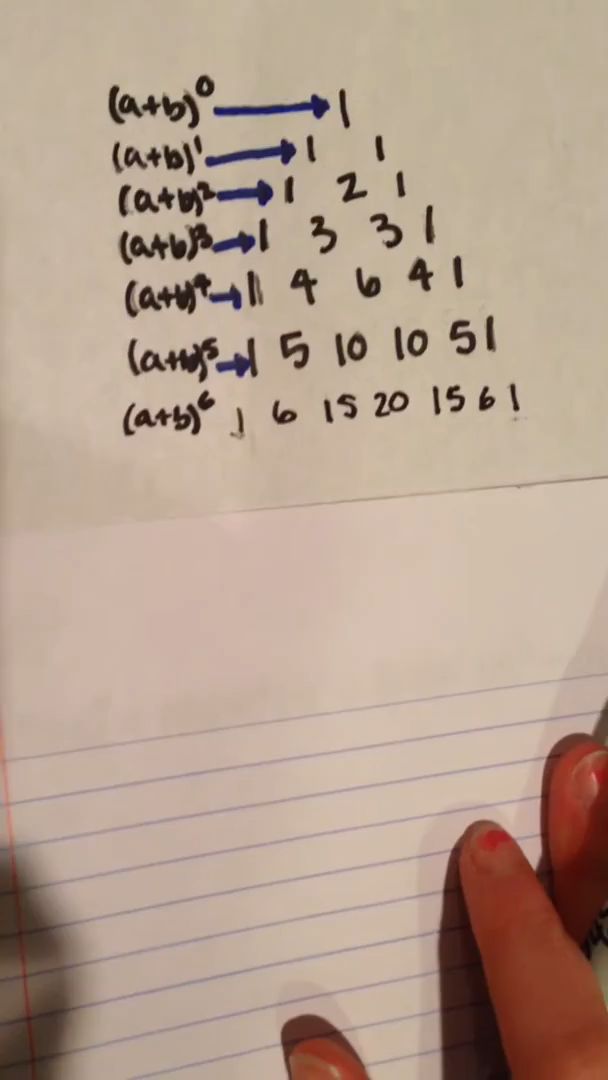 (a+b)⁰ → 1
(a+b)¹ → 1 1
(a+b)² → 1 2 1
(a+b)³ → 1 3 3 1
(a+b)⁴ → 1 4 6 4 1
(a+b)⁵ → 1 5 10 10 5 1
(a+b)⁶ 1 6 15 20 15 6 1